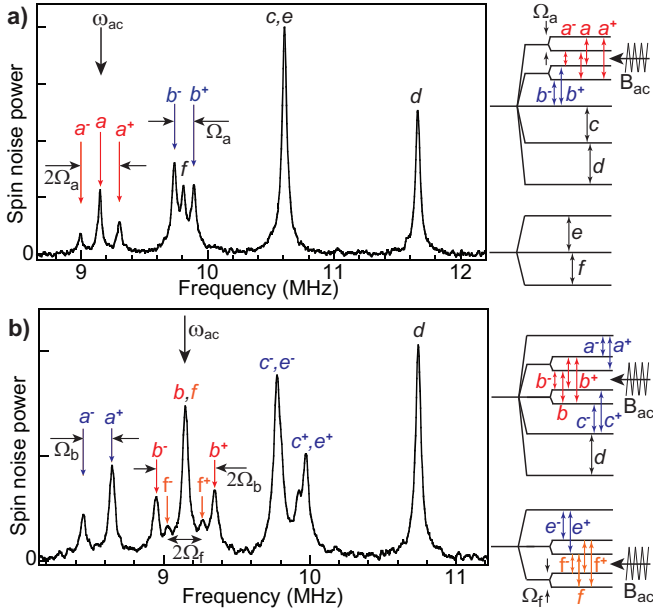 a)
ω_ac
a⁻ a a⁺
2Ω_a
b⁻ b⁺
Ω_a
f
c,e
d
Spin noise power
0
9 10 11 12
Frequency (MHz)
Ω_a
a⁻ a a⁺
B_ac
b⁻ b⁺
c
d
e
f
b)
ω_ac
a⁻ a⁺
Ω_b
b,f
b⁻ b⁺
f⁻ f⁺
2Ω_b
2Ω_f
c⁻,e⁻
c⁺,e⁺
d
Spin noise power
0
9 10 11
Frequency (MHz)
a⁻ a⁺
b⁻ b⁺
b
B_ac
c⁻ c⁺
d
e⁻ e⁺
f⁻ f⁺
f
B_ac
Ω_f